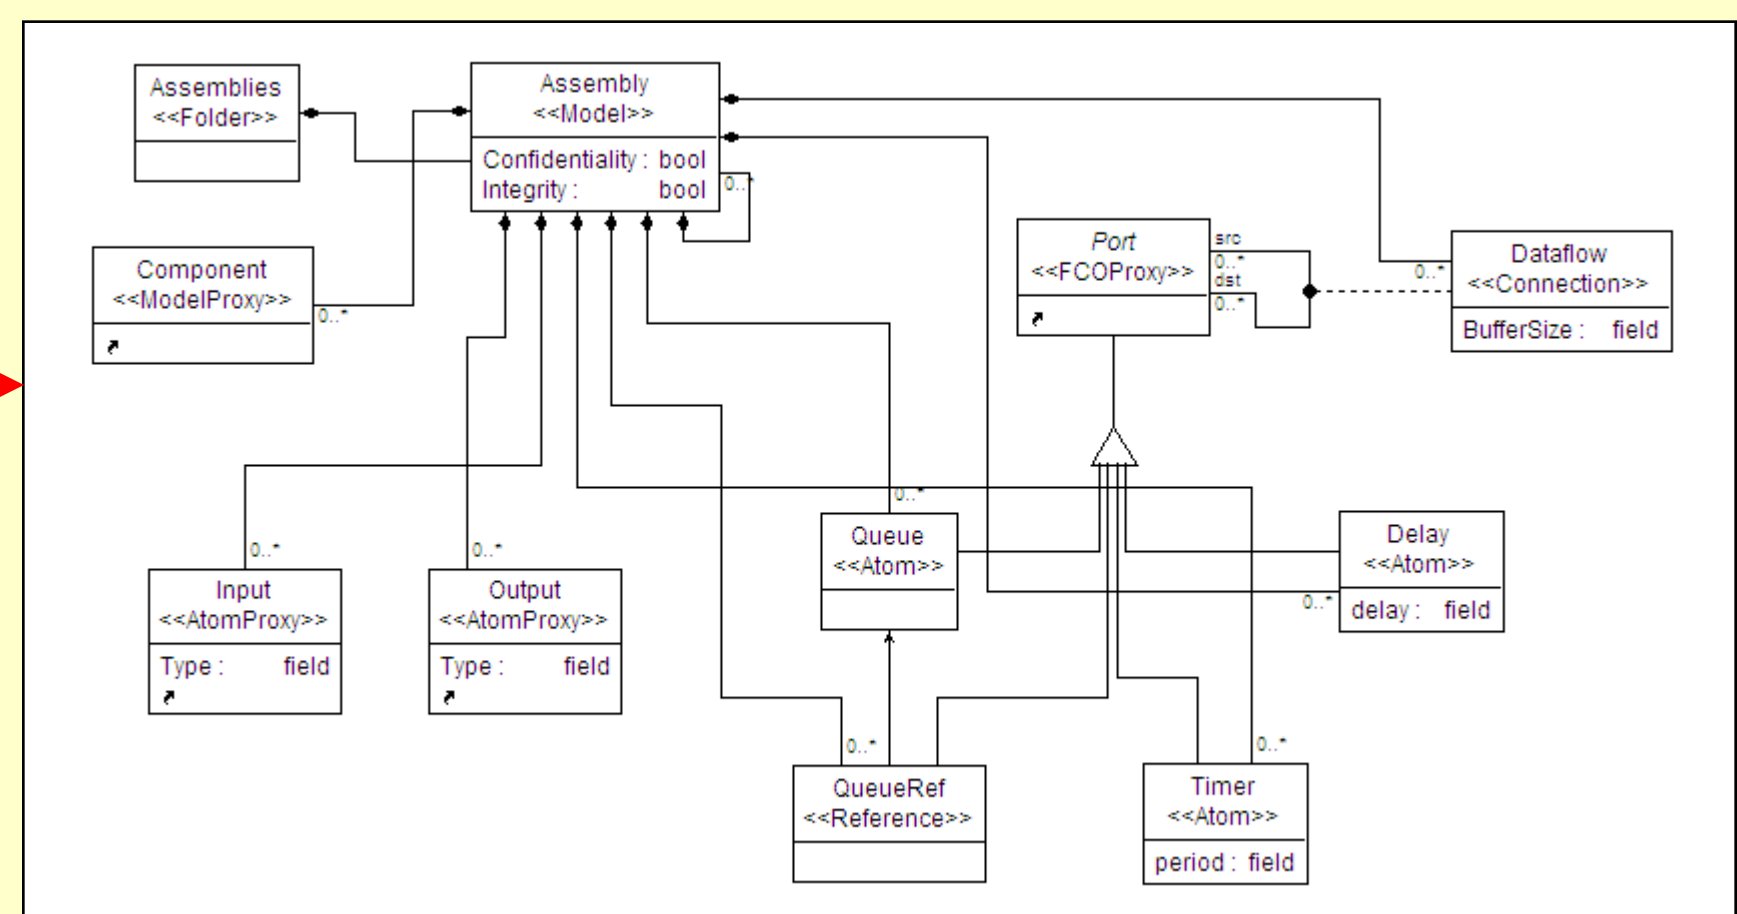 Assemblies
<<Folder>>
Assembly
<<Model>>
Confidentiality : bool
Integrity : bool
0..*
Component
<<ModelProxy>>
0..*
Port
<<FCOProxy>>
src
0..*
dst
0..*
Dataflow
<<Connection>>
BufferSize : field
0..*
0..*
Input
<<AtomProxy>>
Type : field
0..*
Output
<<AtomProxy>>
Type : field
0..*
Queue
<<Atom>>
Delay
<<Atom>>
delay : field
0..*
0..*
QueueRef
<<Reference>>
0..*
Timer
<<Atom>>
period : field